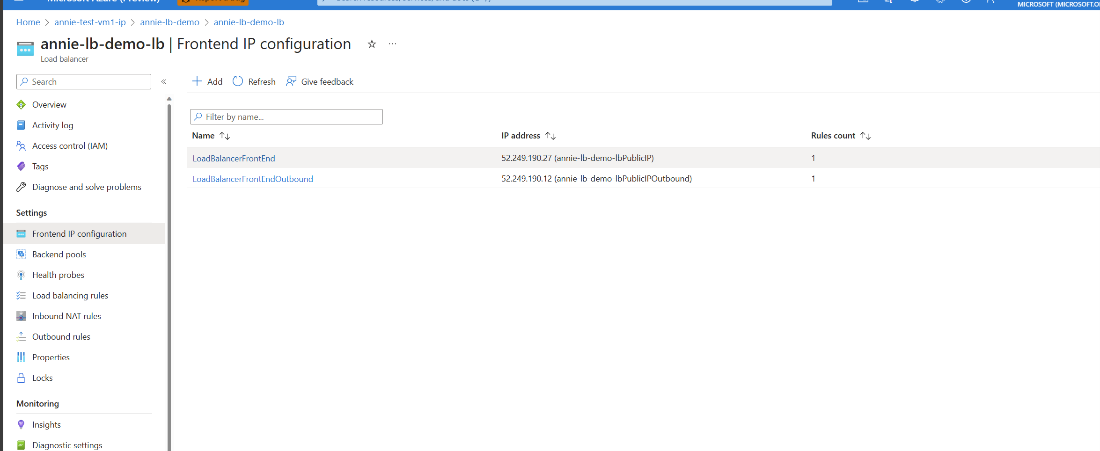 Microsoft Azure (Preview)
MICROSOFT (MICROSOFT.O
Home > annie-test-vm1-ip > annie-lb-demo > annie-lb-demo-lb
annie-lb-demo-lb | Frontend IP configuration
Load balancer
Search
Add
Refresh
Give feedback
Overview
Activity log
Access control (IAM)
Tags
Diagnose and solve problems
Settings
Frontend IP configuration
Backend pools
Health probes
Load balancing rules
Inbound NAT rules
Outbound rules
Properties
Locks
Monitoring
Insights
Diagnostic settings
Filter by name...
Name IP address Rules count
LoadBalancerFrontEnd 52.249.190.27 (annie-lb-demo-lbPublicIP) 1
LoadBalancerFrontEndOutbound 52.249.190.12 (annie-lb-demo-lbPublicIPOutbound) 1